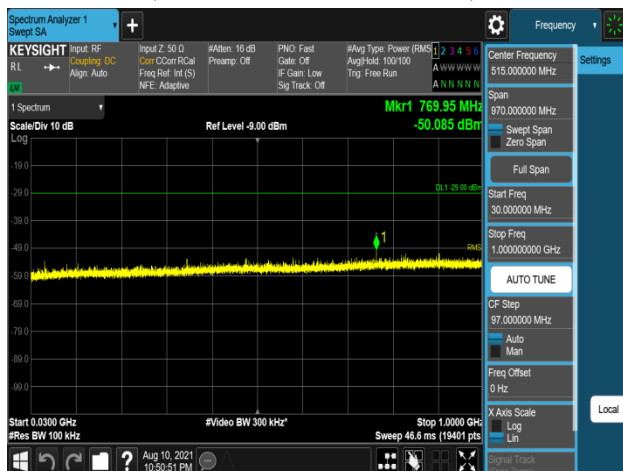 Spectrum Analyzer 1
Swept SA
Frequency
KEYSIGHT
RL
Input: RF
Coupling: DC
Align: Auto
Input Z: 50 Ω
Corr CCorr RCal
Freq Ref: Int (S)
NFE: Adaptive
#Atten: 16 dB
Preamp: Off
PNO: Fast
Gate: Off
IF Gain: Low
Sig Track: Off
#Avg Type: Power (RMS
Avg|Hold: 100/100
Trig: Free Run
1 2 3 4 5 6
A W W W W W
A N N N N N
1 Spectrum
Scale/Div 10 dB
Ref Level -9.00 dBm
Mkr1 769.95 MHz
-50.085 dBm
Log
-19.0
-29.0
-39.0
-49.0
-59.0
-69.0
-79.0
-89.0
-99.0
DL1 -29.00 dBm
1
RMS
Start 0.0300 GHz
#Res BW 100 kHz
#Video BW 300 kHz*
Stop 1.0000 GHz
Sweep 46.6 ms (19401 pts
Aug 10, 2021
10:50:51 PM
Center Frequency
515.000000 MHz
Span
970.000000 MHz
Swept Span
Zero Span
Full Span
Start Freq
30.000000 MHz
Stop Freq
1.000000000 GHz
AUTO TUNE
CF Step
97.000000 MHz
Auto
Man
Freq Offset
0 Hz
X Axis Scale
Log
Lin
Signal Track
Settings
Local